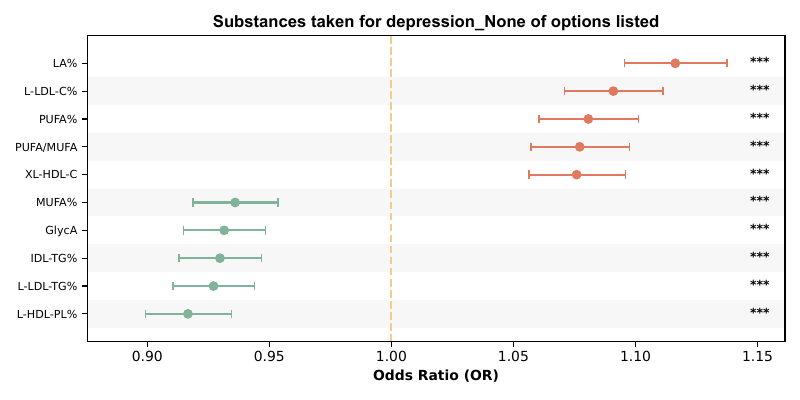 Substances taken for depression_None of options listed
LA% ***
L-LDL-C% ***
PUFA% ***
PUFA/MUFA ***
XL-HDL-C ***
MUFA% ***
GlycA ***
IDL-TG% ***
L-LDL-TG% ***
L-HDL-PL% ***
0.90 0.95 1.00 1.05 1.10 1.15
Odds Ratio (OR)